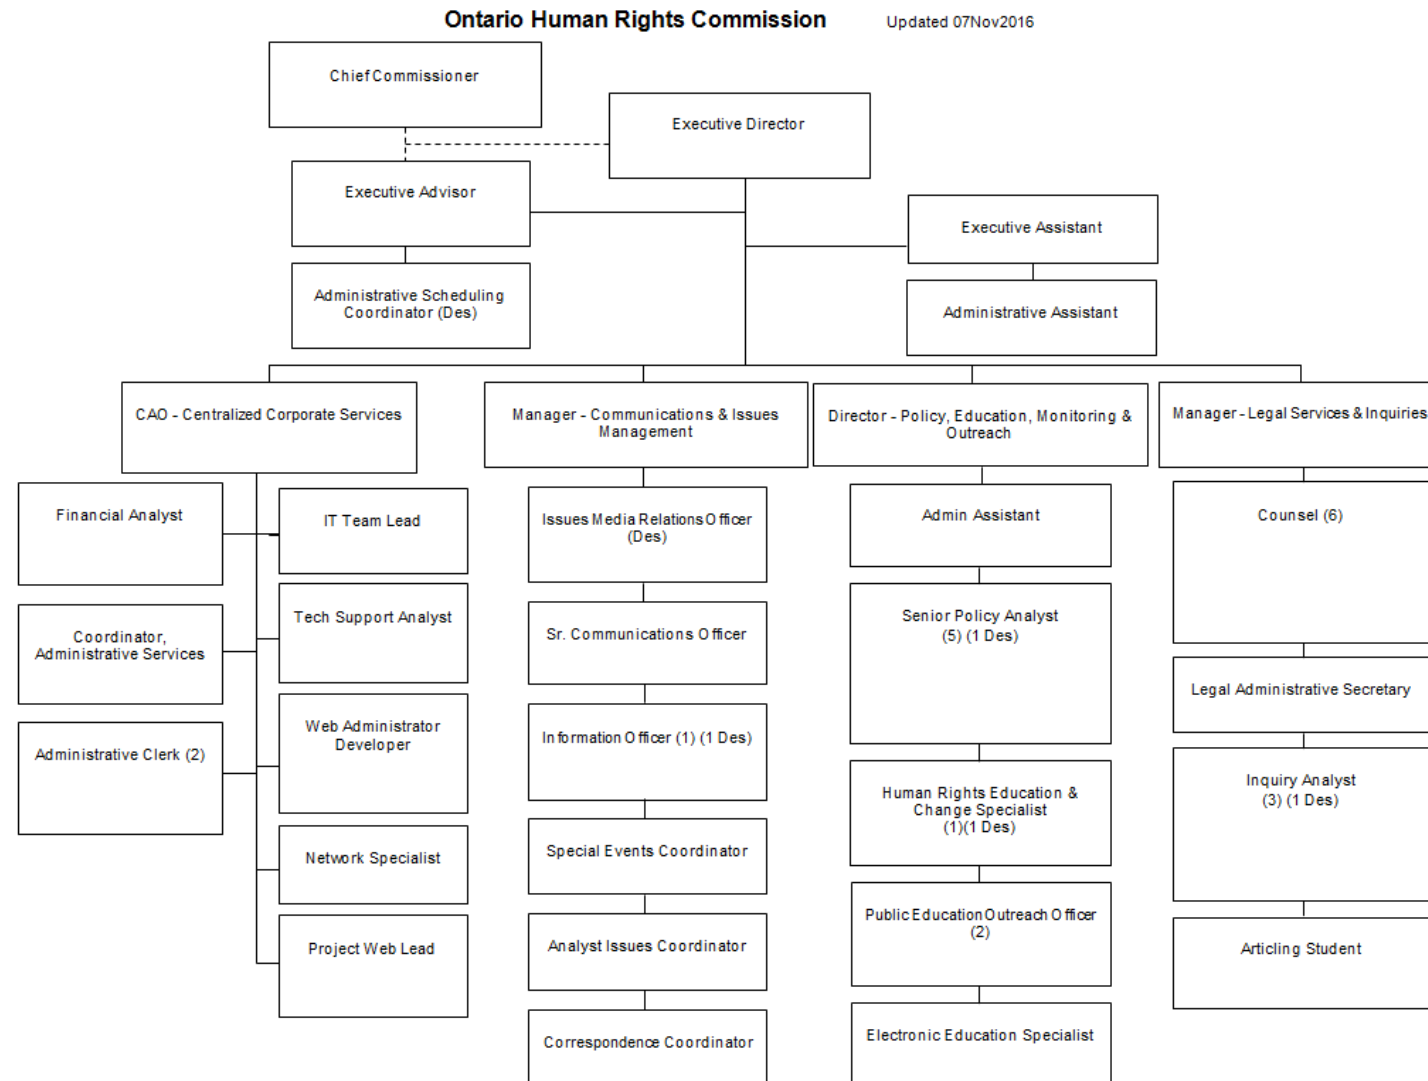 Ontario Human Rights Commission
Updated 07Nov2016
Chief Commissioner
Executive Director
Executive Advisor
Executive Assistant
Administrative Scheduling
Coordinator (Des)
Administrative Assistant
CAO - Centralized Corporate Services
Manager - Communications & Issues
Management
Director - Policy, Education, Monitoring &
Outreach
Manager - Legal Services & Inquiries
Financial Analyst
Coordinator,
Administrative Services
Administrative Clerk (2)
IT Team Lead
Tech Support Analyst
Web Administrator
Developer
Network Specialist
Project Web Lead
Issues Media Relations Officer
(Des)
Sr. Communications Officer
Information Officer (1) (1 Des)
Special Events Coordinator
Analyst Issues Coordinator
Correspondence Coordinator
Admin Assistant
Senior Policy Analyst
(5) (1 Des)
Human Rights Education &
Change Specialist
(1)(1 Des)
Public Education Outreach Officer
(2)
Electronic Education Specialist
Counsel (6)
Legal Administrative Secretary
Inquiry Analyst
(3) (1 Des)
Articling Student